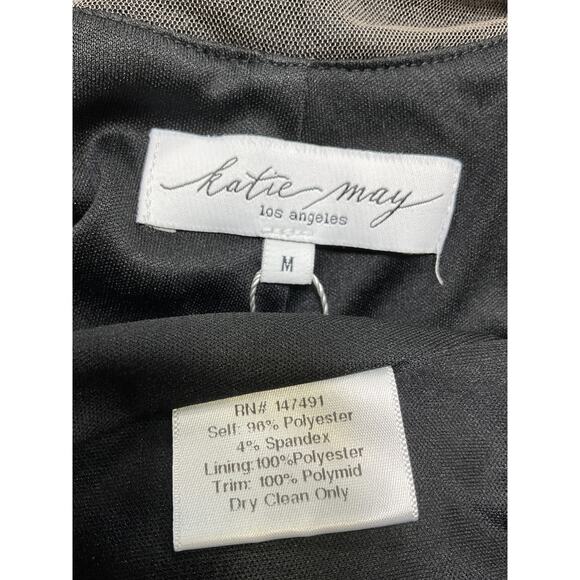 katie may
los angeles
M
RN# 147491
Self: 96% Polyester
4% Spandex
Lining:100%Polyester
Trim: 100% Polymid
Dry Clean Only